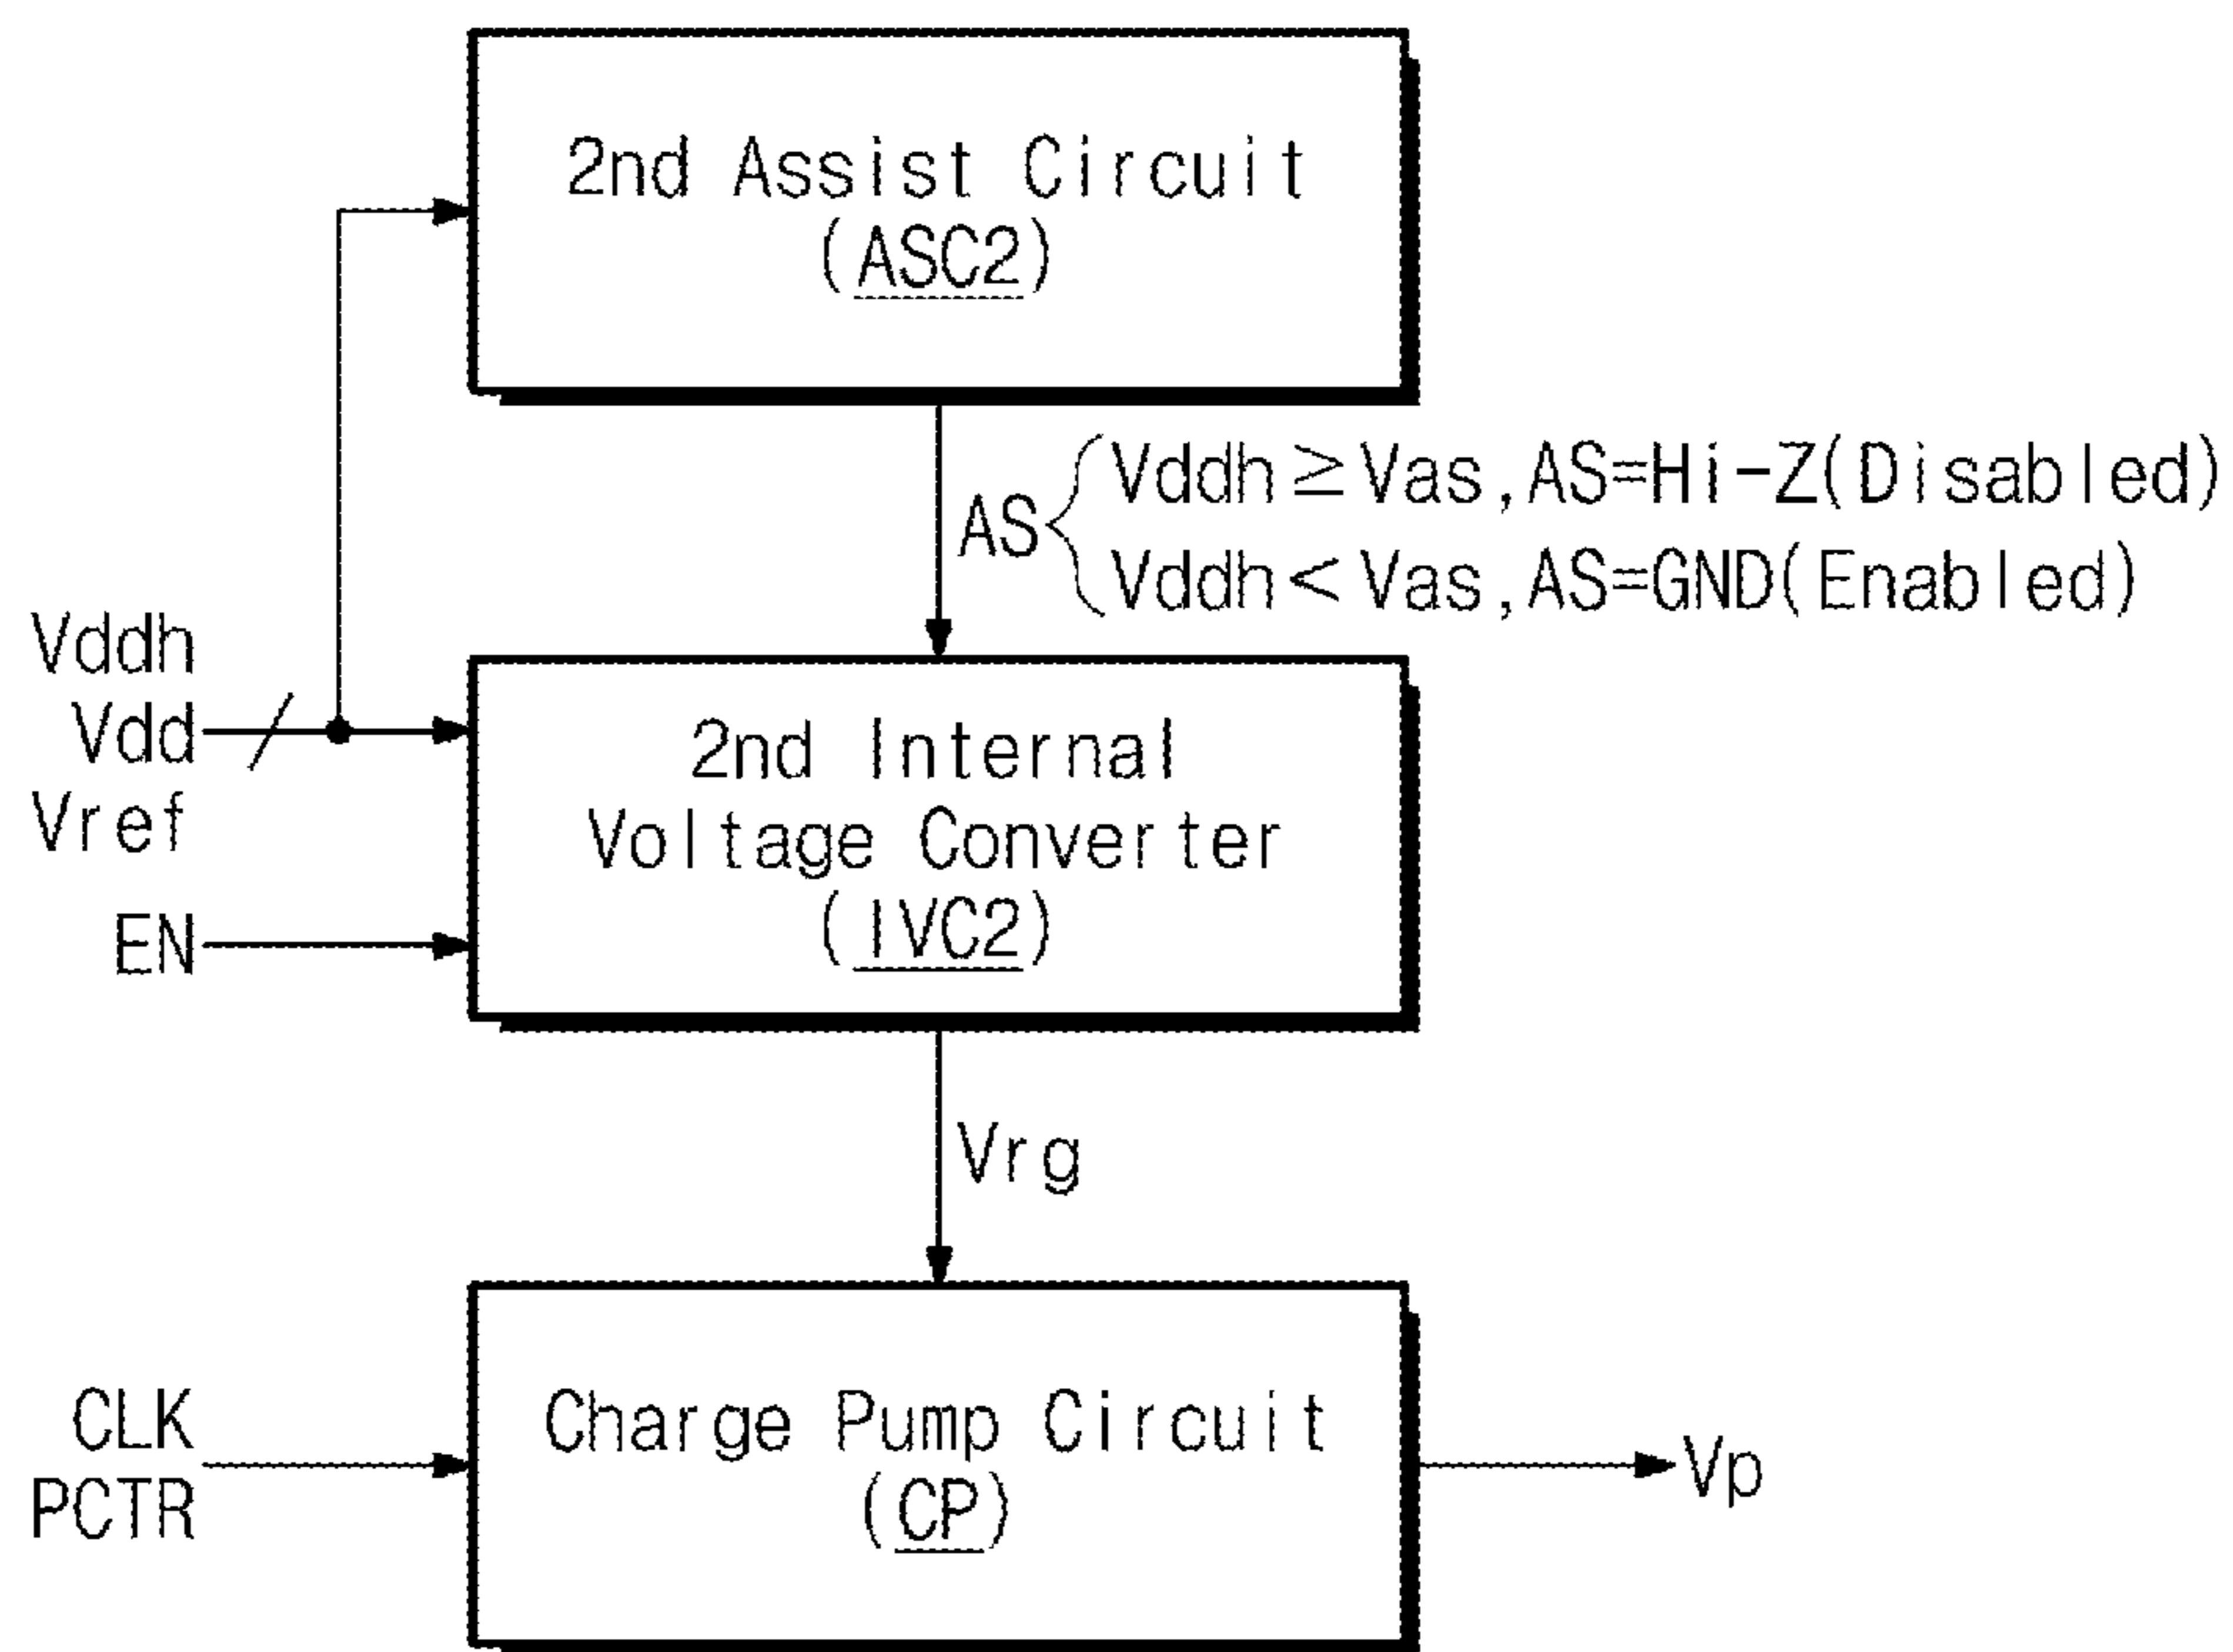 2nd Assist Circuit
(ASC2)
AS
Vddh≥Vas,AS=Hi-Z(Disabled)
Vddh<Vas,AS=GND(Enabled)
Vddh
Vdd
Vref
EN
2nd Internal
Voltage Converter
(IVC2)
Vrg
CLK
PCTR
Charge Pump Circuit
(CP)
Vp